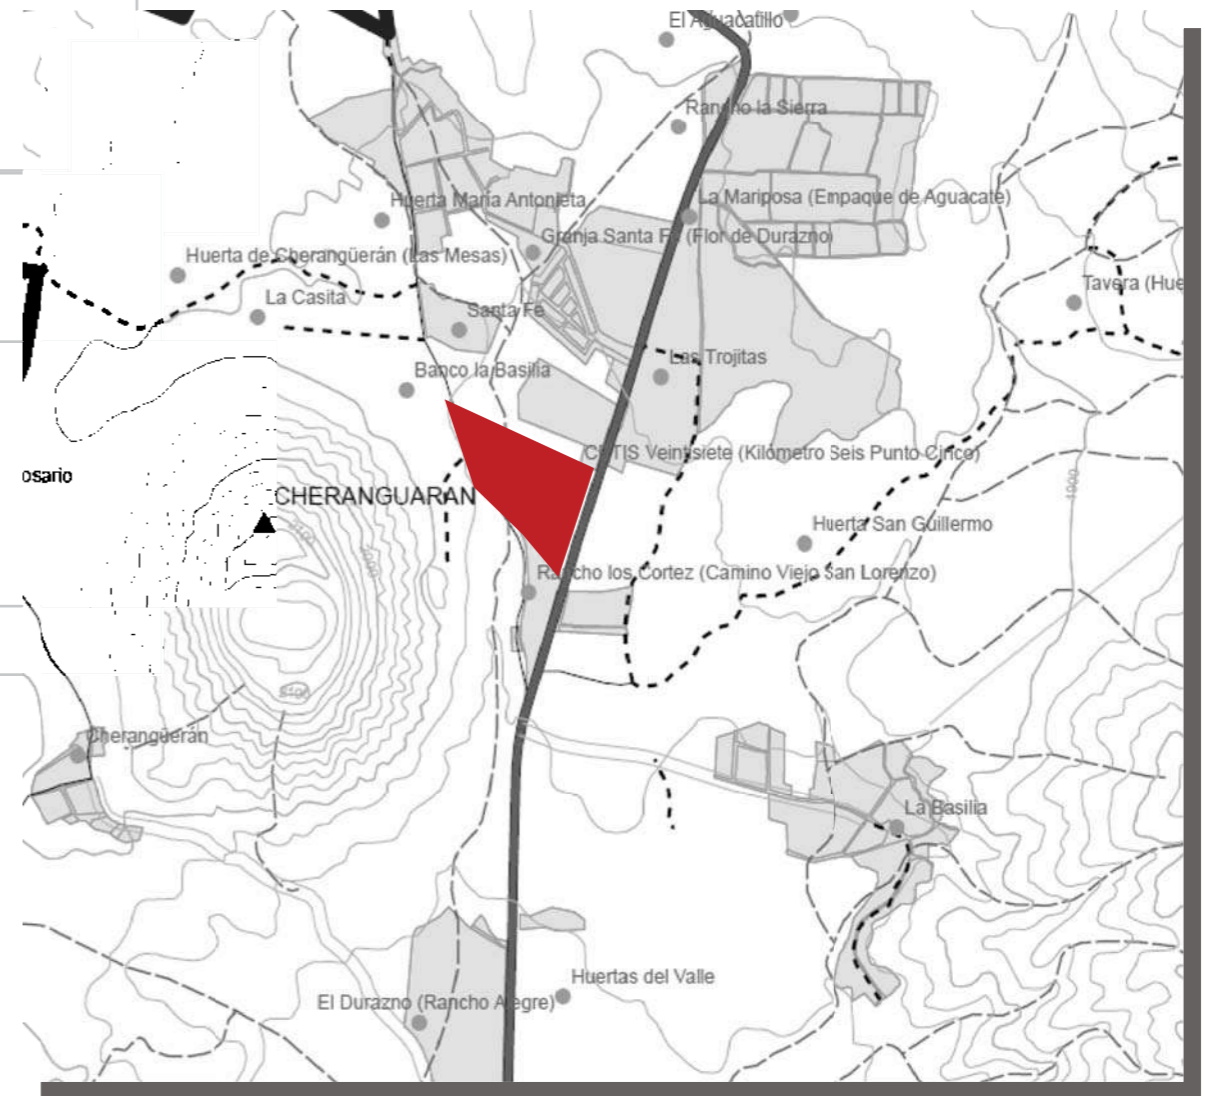 El Aguacatillo
Rancho la Sierra
Huerta María Antonieta
La Mariposa (Empaque de Aguacate)
Granja Santa Fe (Flor de Durazno)
Huerta de Cherangüerán (Las Mesas)
Tavera (Hue
La Casita
Santa Fe
Las Trojitas
Banco la Basilia
CETIS Veintisiete (Kilómetro Seis Punto Cinco)
osario
CHERANGUARAN
1900
Huerta San Guillermo
2000
Rancho los Cortez (Camino Viejo San Lorenzo)
Cherangüerán
La Basilia
Huertas del Valle
El Durazno (Rancho Alegre)